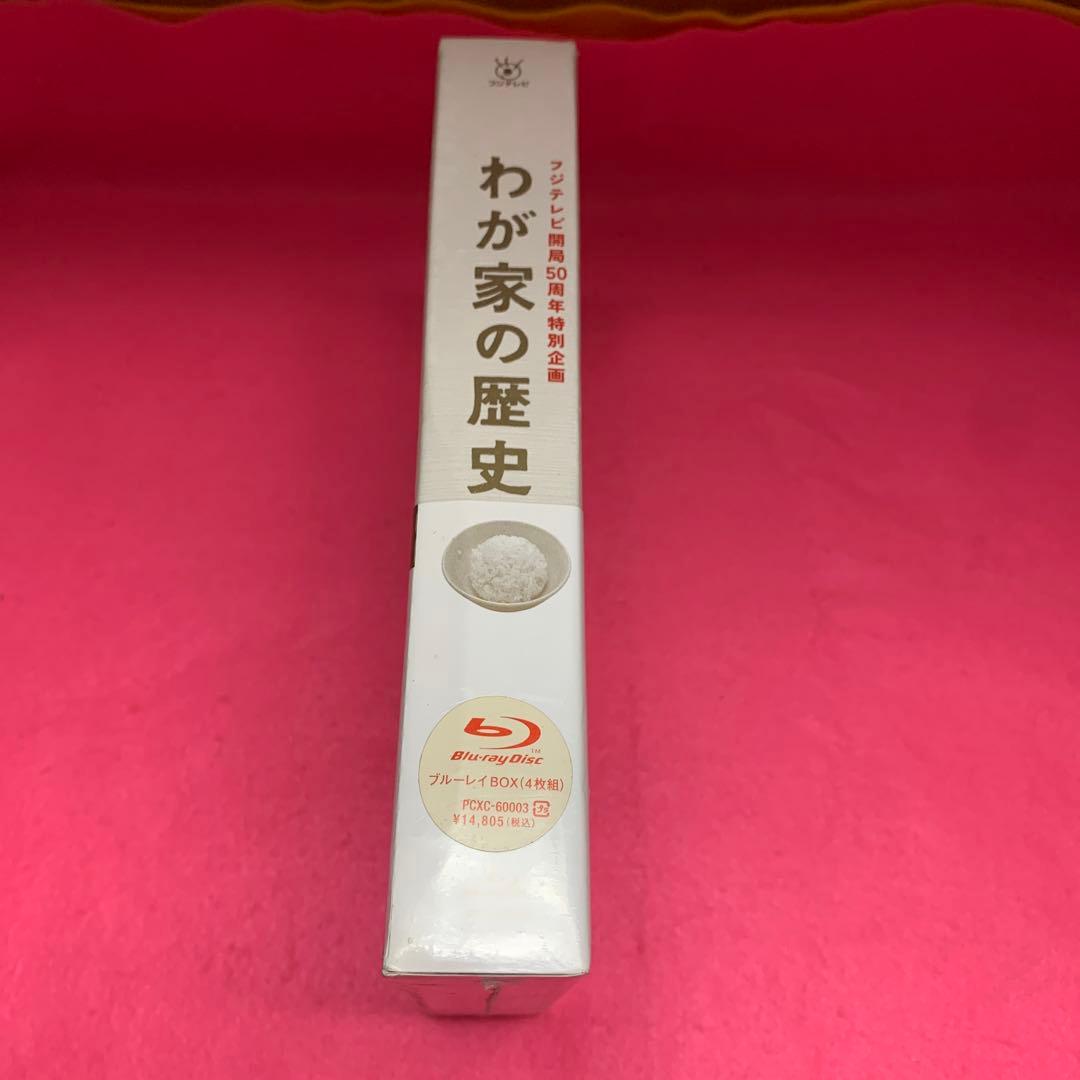 フジテレビ
フジテレビ開局50周年特別企画
わが家の歴史
Blu-ray Disc™
ブルーレイBOX(4枚組)
PCXC-60003
¥14,805(税込)